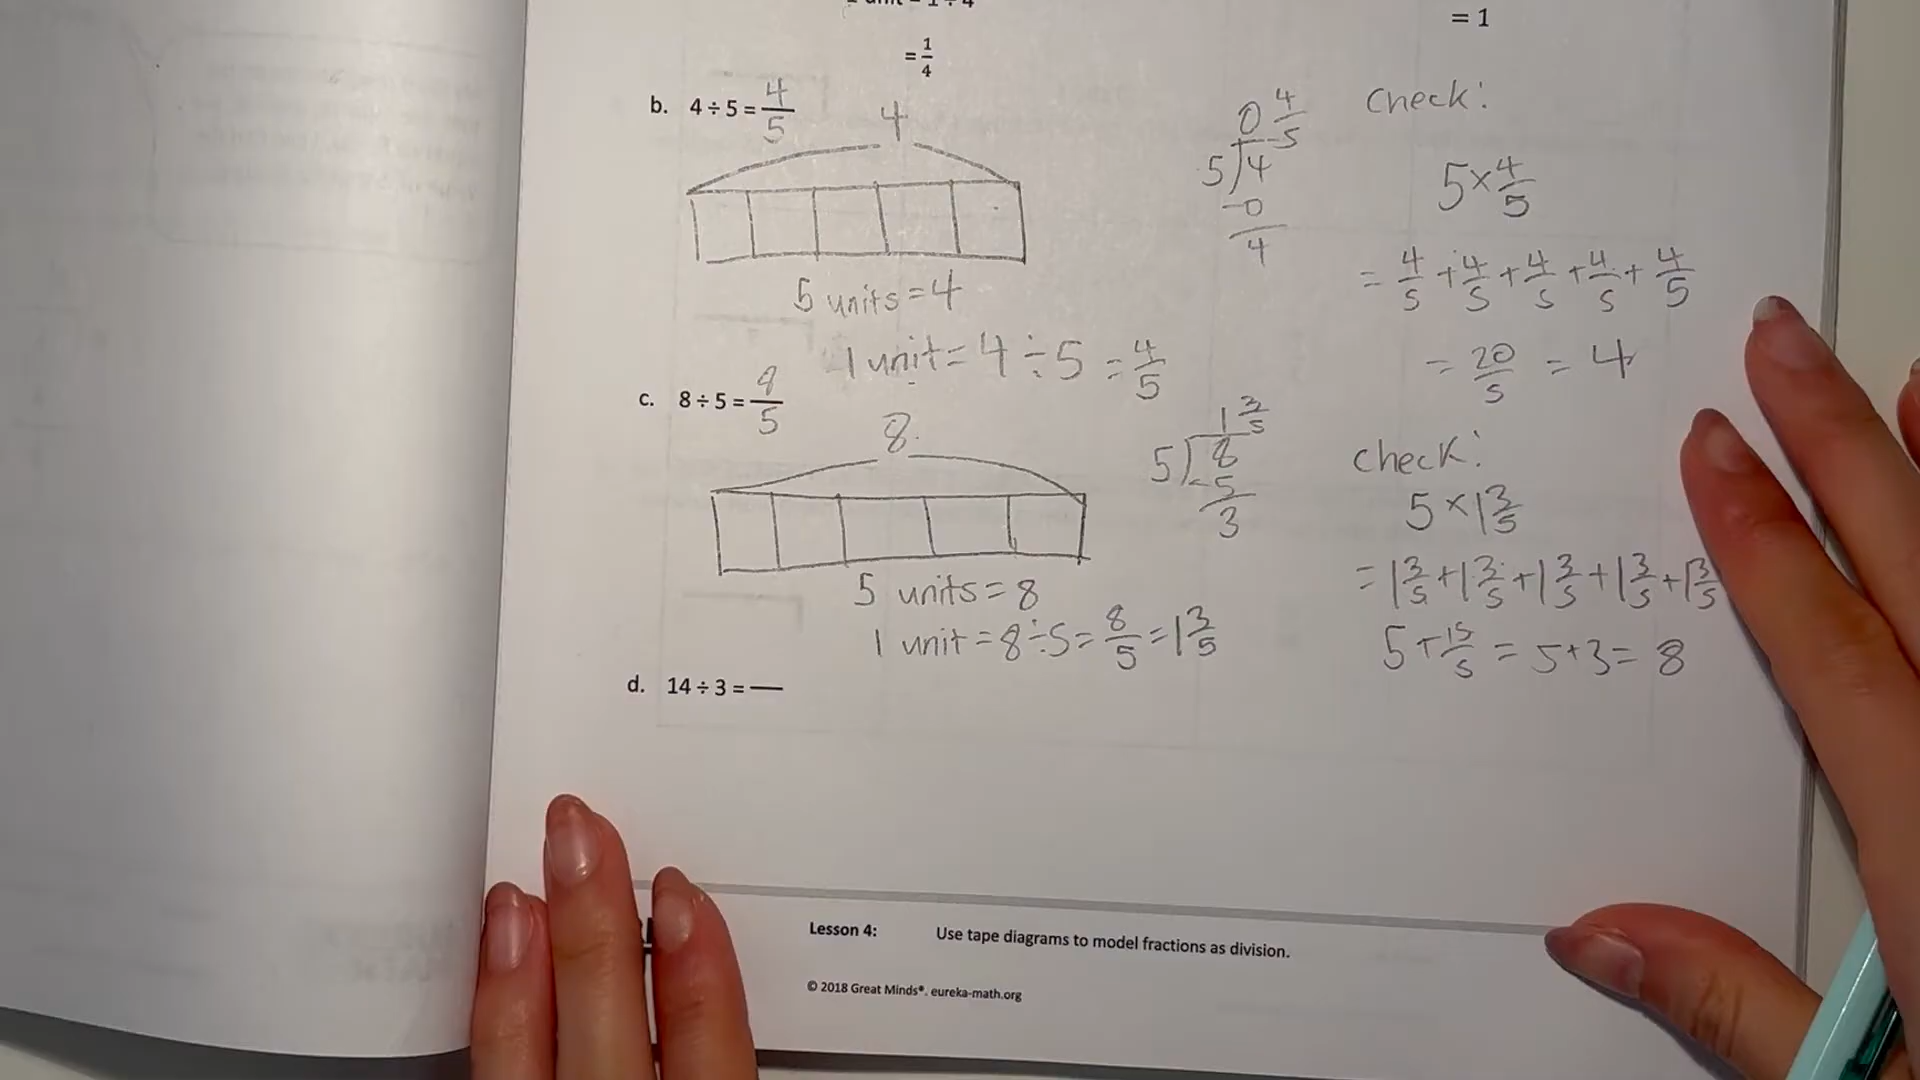 = 1/4
= 1
b. 4 ÷ 5 = 4/5
4
5 units = 4
1 unit = 4 ÷ 5 = 4/5
0 4/5
5)4
-0
4
Check:
5 × 4/5
= 4/5 + 4/5 + 4/5 + 4/5 + 4/5
= 20/5 = 4
c. 8 ÷ 5 = 8/5
8
5 units = 8
1 unit = 8 ÷ 5 = 8/5 = 1 3/5
1 3/5
5)8
-5
3
check:
5 × 1 3/5
= 1 3/5 + 1 3/5 + 1 3/5 + 1 3/5 + 1 3/5
5 + 15/5 = 5 + 3 = 8
d. 14 ÷ 3 = —
Lesson 4: Use tape diagrams to model fractions as division.
© 2018 Great Minds®. eureka-math.org